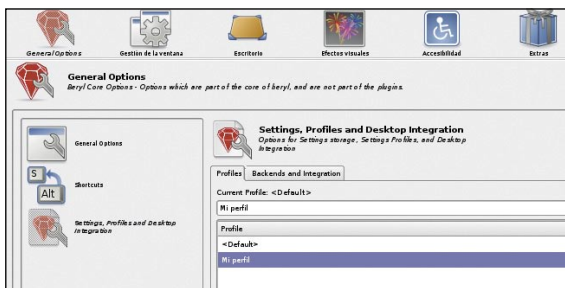 General Options
Gestión de la ventana
Escritorio
Efectos visuales
Accesibilidad
Extras
General Options
Beryl Core Options - Options which are part of the core of beryl, and are not part of the plugins.
General Options
S
Alt
Shortcuts
Settings, Profiles and Desktop
Integration
Settings, Profiles and Desktop Integration
Options for Settings storage, Settings Profiles, and Desktop
Integration
Profiles
Backends and Integration
Current Profile: <Default>
Mi perfil
Profile
<Default>
Mi perfil